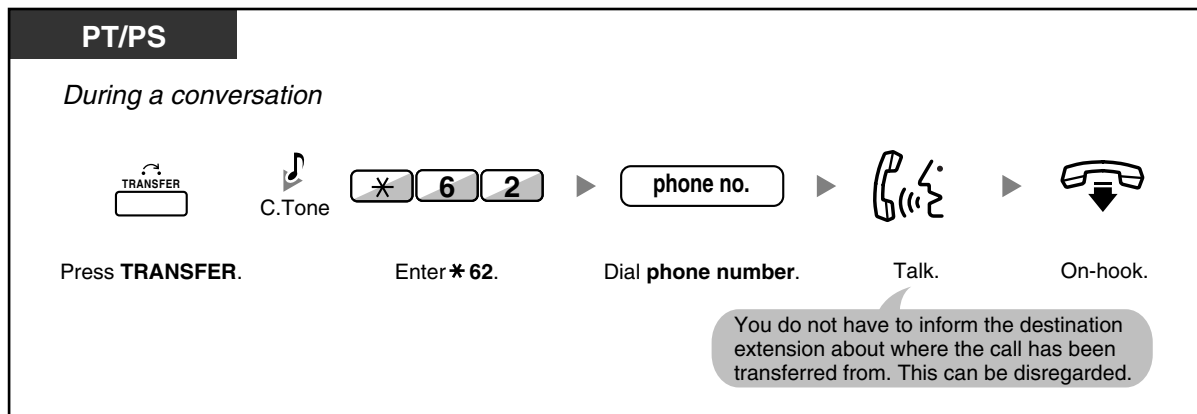 PT/PS
During a conversation
TRANSFER
C.Tone
* 6 2
phone no.
Press TRANSFER.
Enter * 62.
Dial phone number.
Talk.
On-hook.
You do not have to inform the destination
extension about where the call has been
transferred from. This can be disregarded.